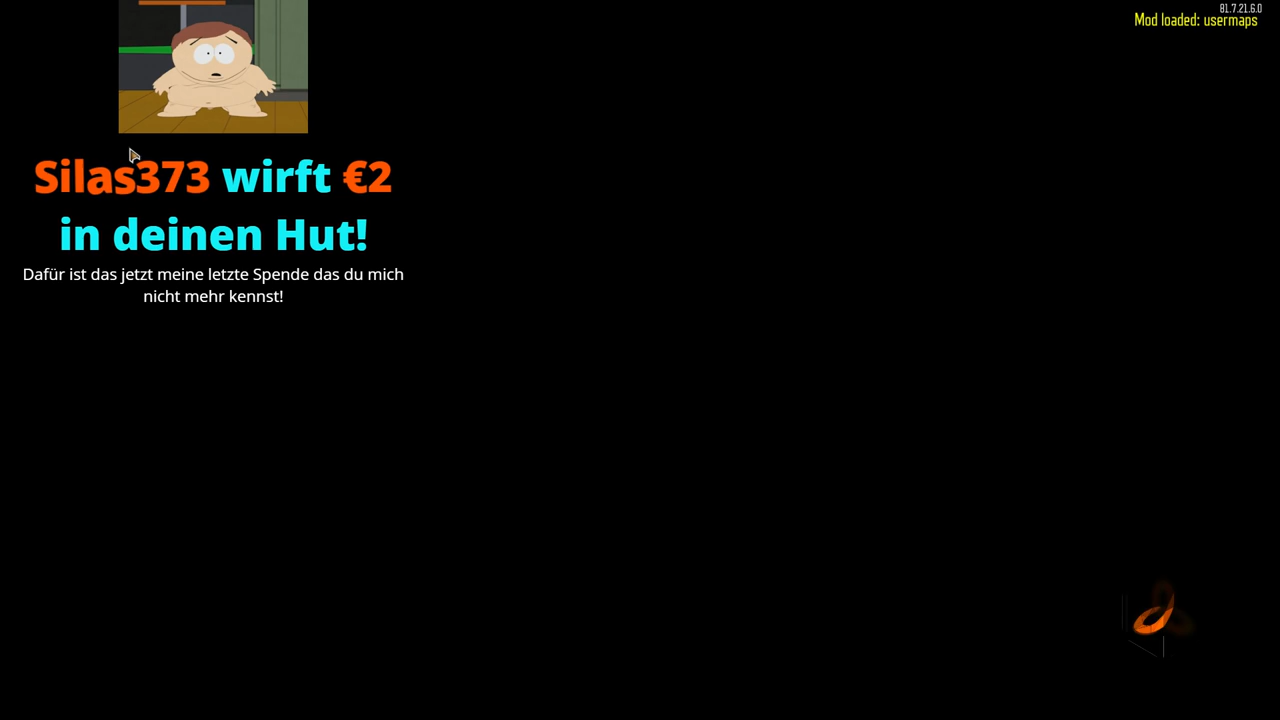 81.7.21.6.0
Mod loaded: usermaps
Silas373 wirft €2
in deinen Hut!
Dafür ist das jetzt meine letzte Spende das du mich
nicht mehr kennst!